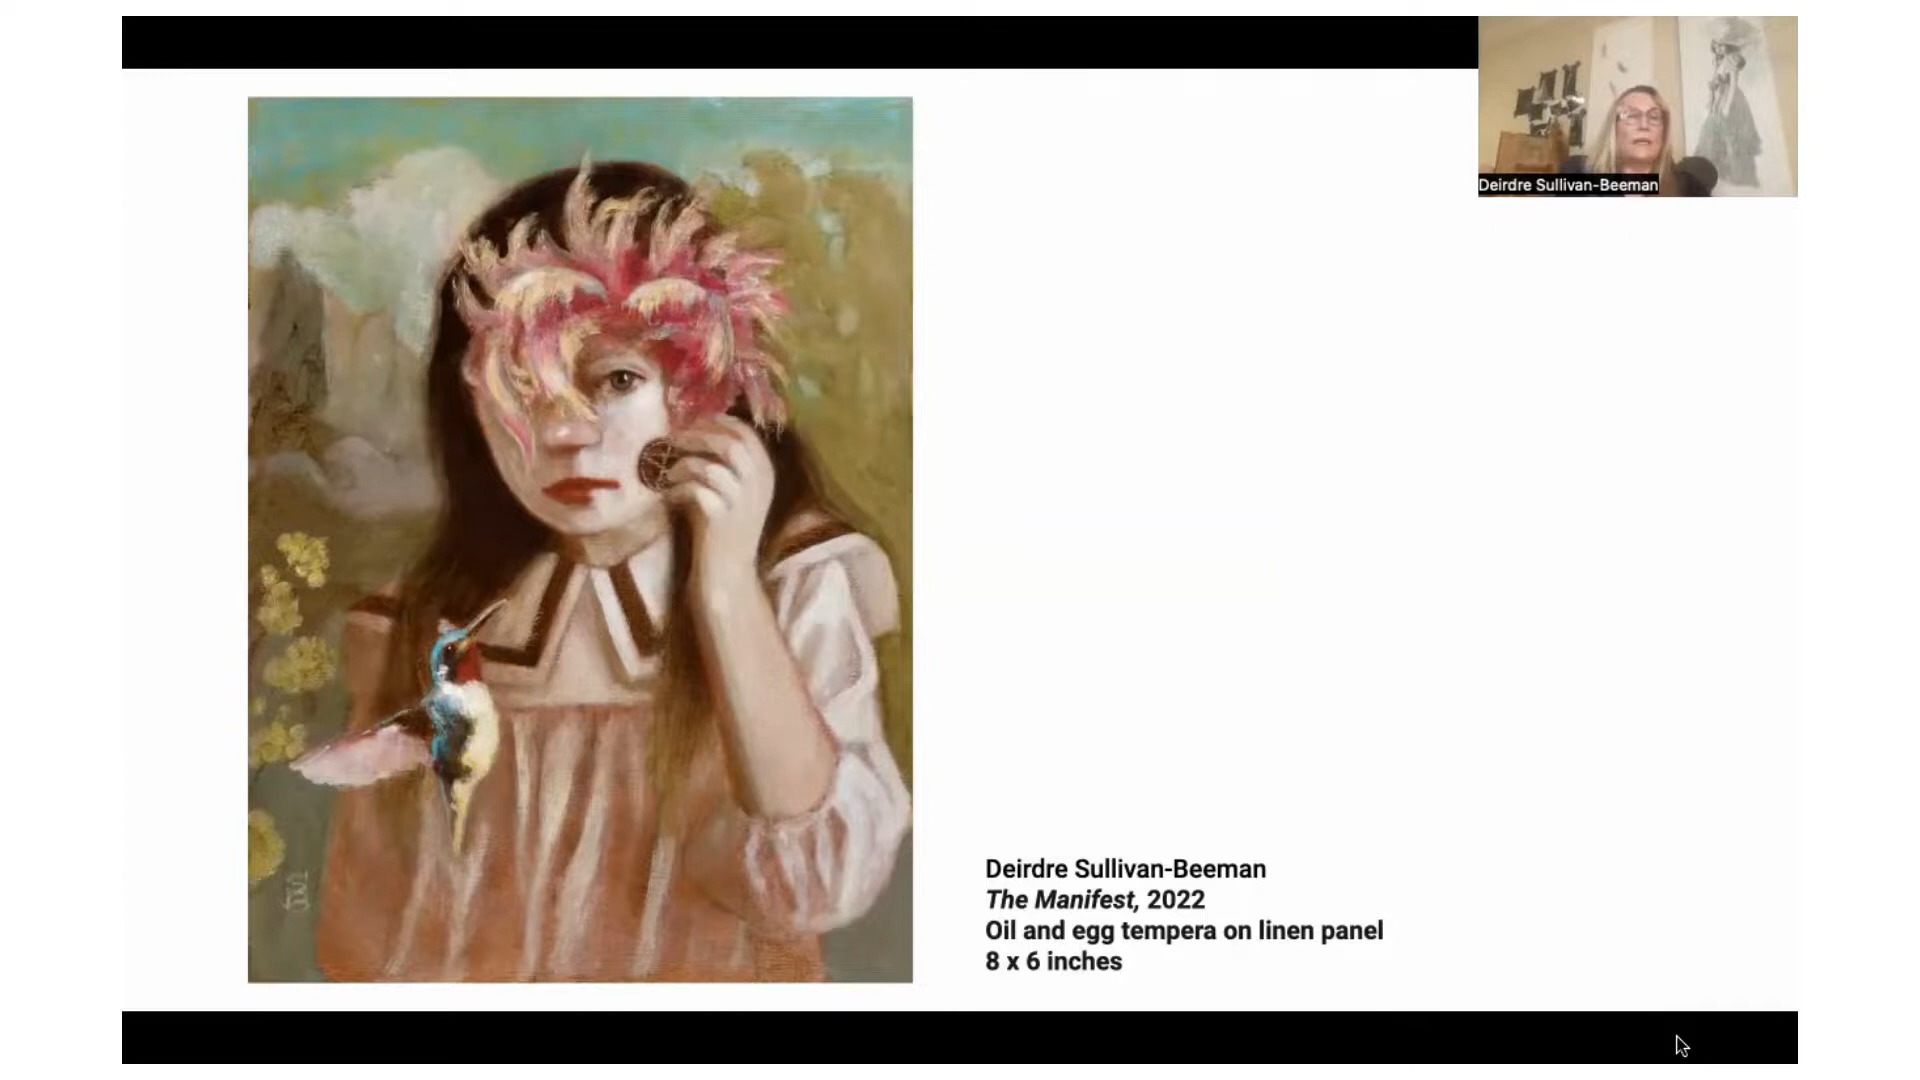 Deirdre Sullivan-Beeman
Deirdre Sullivan-Beeman
The Manifest, 2022
Oil and egg tempera on linen panel
8 x 6 inches